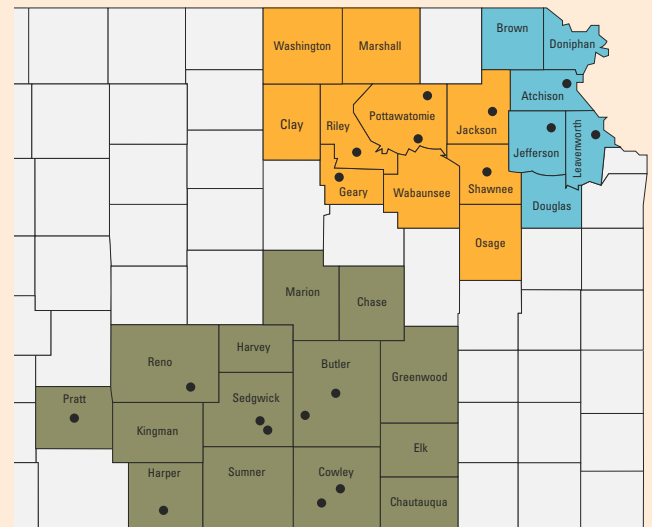 Brown
Doniphan
Washington
Marshall
Atchison
Pottawatomie
Clay
Riley
Jackson
Jefferson
Leavenworth
Geary
Wabaunsee
Shawnee
Douglas
Osage
Marion
Chase
Harvey
Reno
Butler
Greenwood
Pratt
Sedgwick
Kingman
Elk
Harper
Sumner
Cowley
Chautauqua